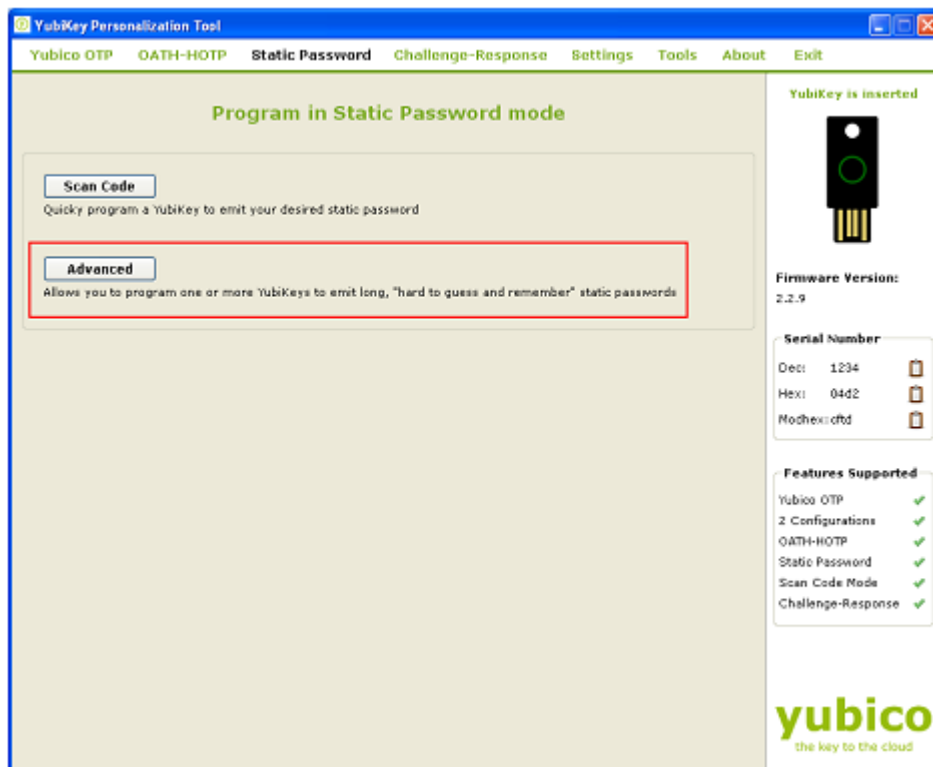 YubiKey Personalization Tool
Yubico OTP OATH-HOTP Static Password Challenge-Response Settings Tools About Exit
Program in Static Password mode
Scan Code
Quicky program a YubiKey to emit your desired static password
Advanced
Allows you to program one or more YubiKeys to emit long, "hard to guess and remember" static passwords
YubiKey is inserted
Firmware Version:
2.2.9
Serial Number
Dec: 1234
Hex: 04d2
Modhex: cftd
Features Supported
Yubico OTP
2 Configurations
OATH-HOTP
Static Password
Scan Code Mode
Challenge-Response
yubico
the key to the cloud